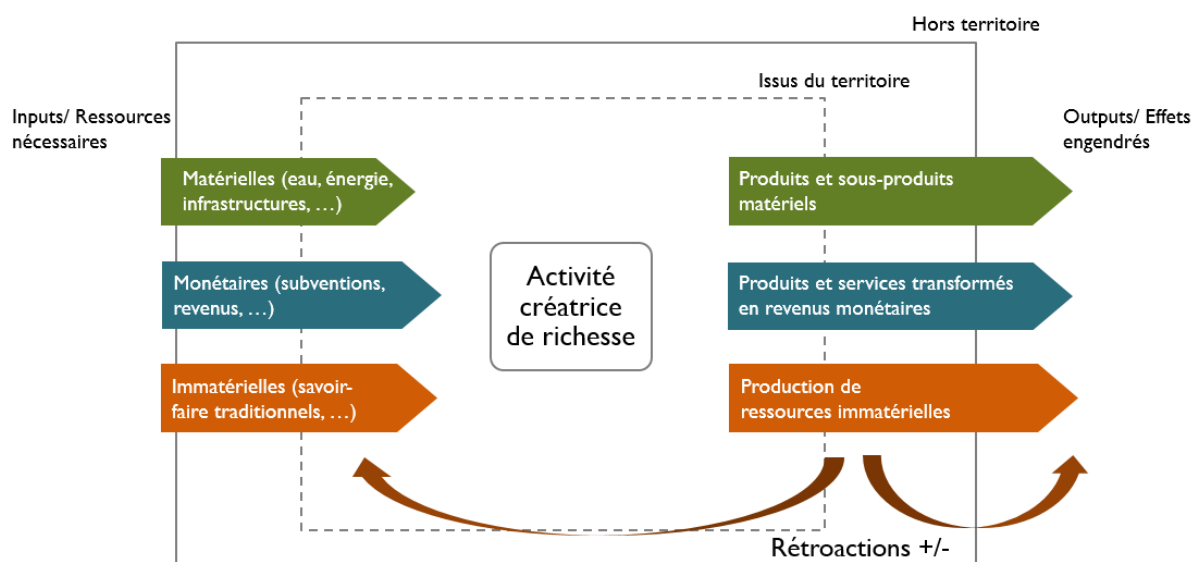 Hors territoire
Issus du territoire
Inputs/ Ressources
nécessaires
Outputs/ Effets
engendrés
Matérielles (eau, énergie,
infrastructures, …)
Produits et sous-produits
matériels
Monétaires (subventions,
revenus, …)
Activité
créatrice
de richesse
Produits et services transformés
en revenus monétaires
Immatérielles (savoir-
faire traditionnels, …)
Production de
ressources immatérielles
Rétroactions +/-